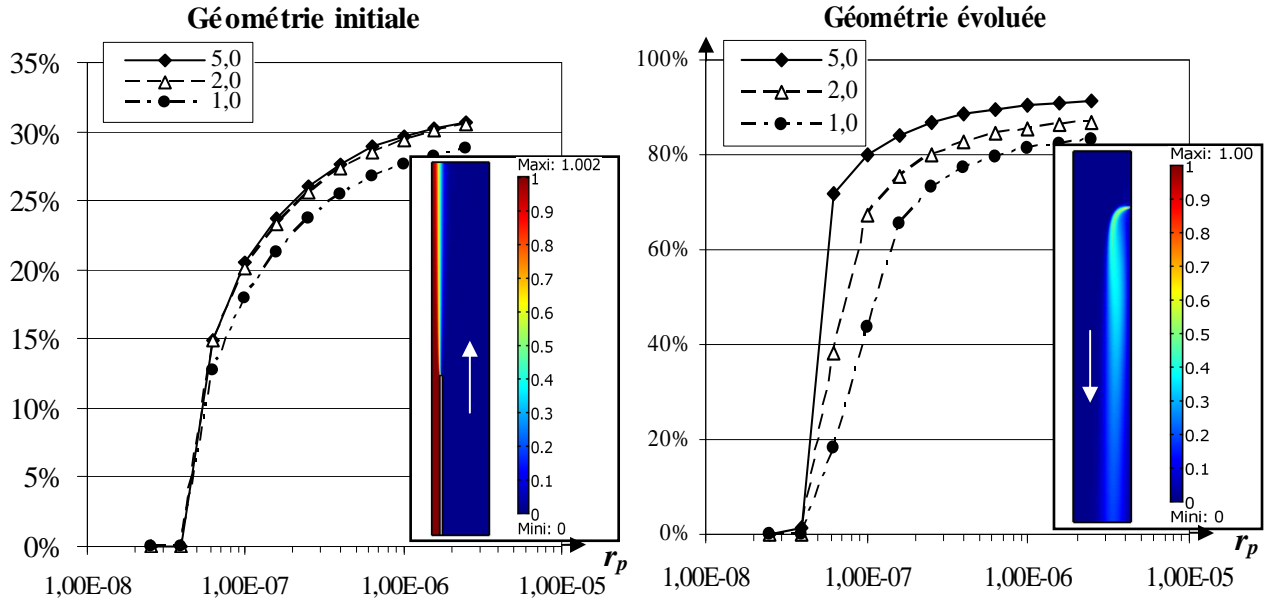 Géométrie initiale
5,0
2,0
1,0
35%
30%
25%
20%
15%
10%
5%
0%
1,00E-08
1,00E-07
1,00E-06
1,00E-05
rp
Maxi: 1.002
1
0.9
0.8
0.7
0.6
0.5
0.4
0.3
0.2
0.1
0
Mini: 0
Géométrie évoluée
5,0
2,0
1,0
100%
80%
60%
40%
20%
0%
1,00E-08
1,00E-07
1,00E-06
1,00E-05
rp
Maxi: 1.00
1
0.9
0.8
0.7
0.6
0.5
0.4
0.3
0.2
0.1
0
Mini: 0